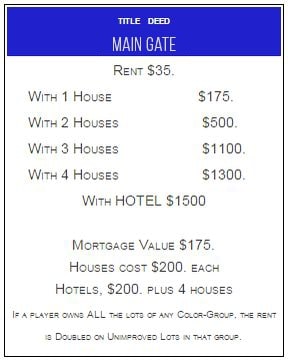 TITLE DEED
MAIN GATE
RENT $35.
WITH 1 HOUSE $175.
WITH 2 HOUSES $500.
WITH 3 HOUSES $1100.
WITH 4 HOUSES $1300.
WITH HOTEL $1500
MORTGAGE VALUE $175.
HOUSES COST $200. EACH
HOTELS, $200. PLUS 4 HOUSES
IF A PLAYER OWNS ALL THE LOTS OF ANY COLOR-GROUP, THE RENT
IS DOUBLED ON UNIMPROVED LOTS IN THAT GROUP.